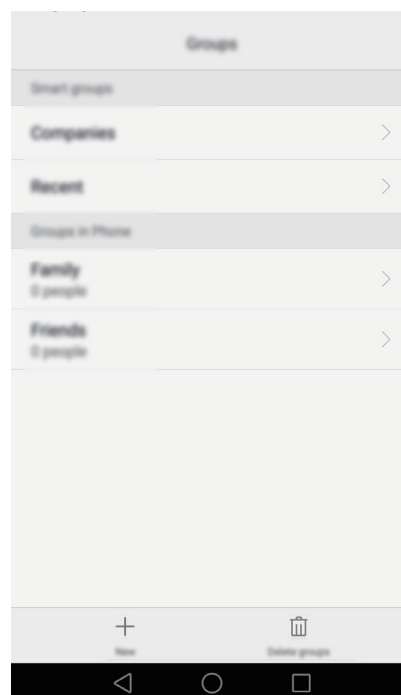 Groups
Smart groups
Companies
Recent
Groups in Phone
Family
0 people
Friends
0 people
New
Delete groups